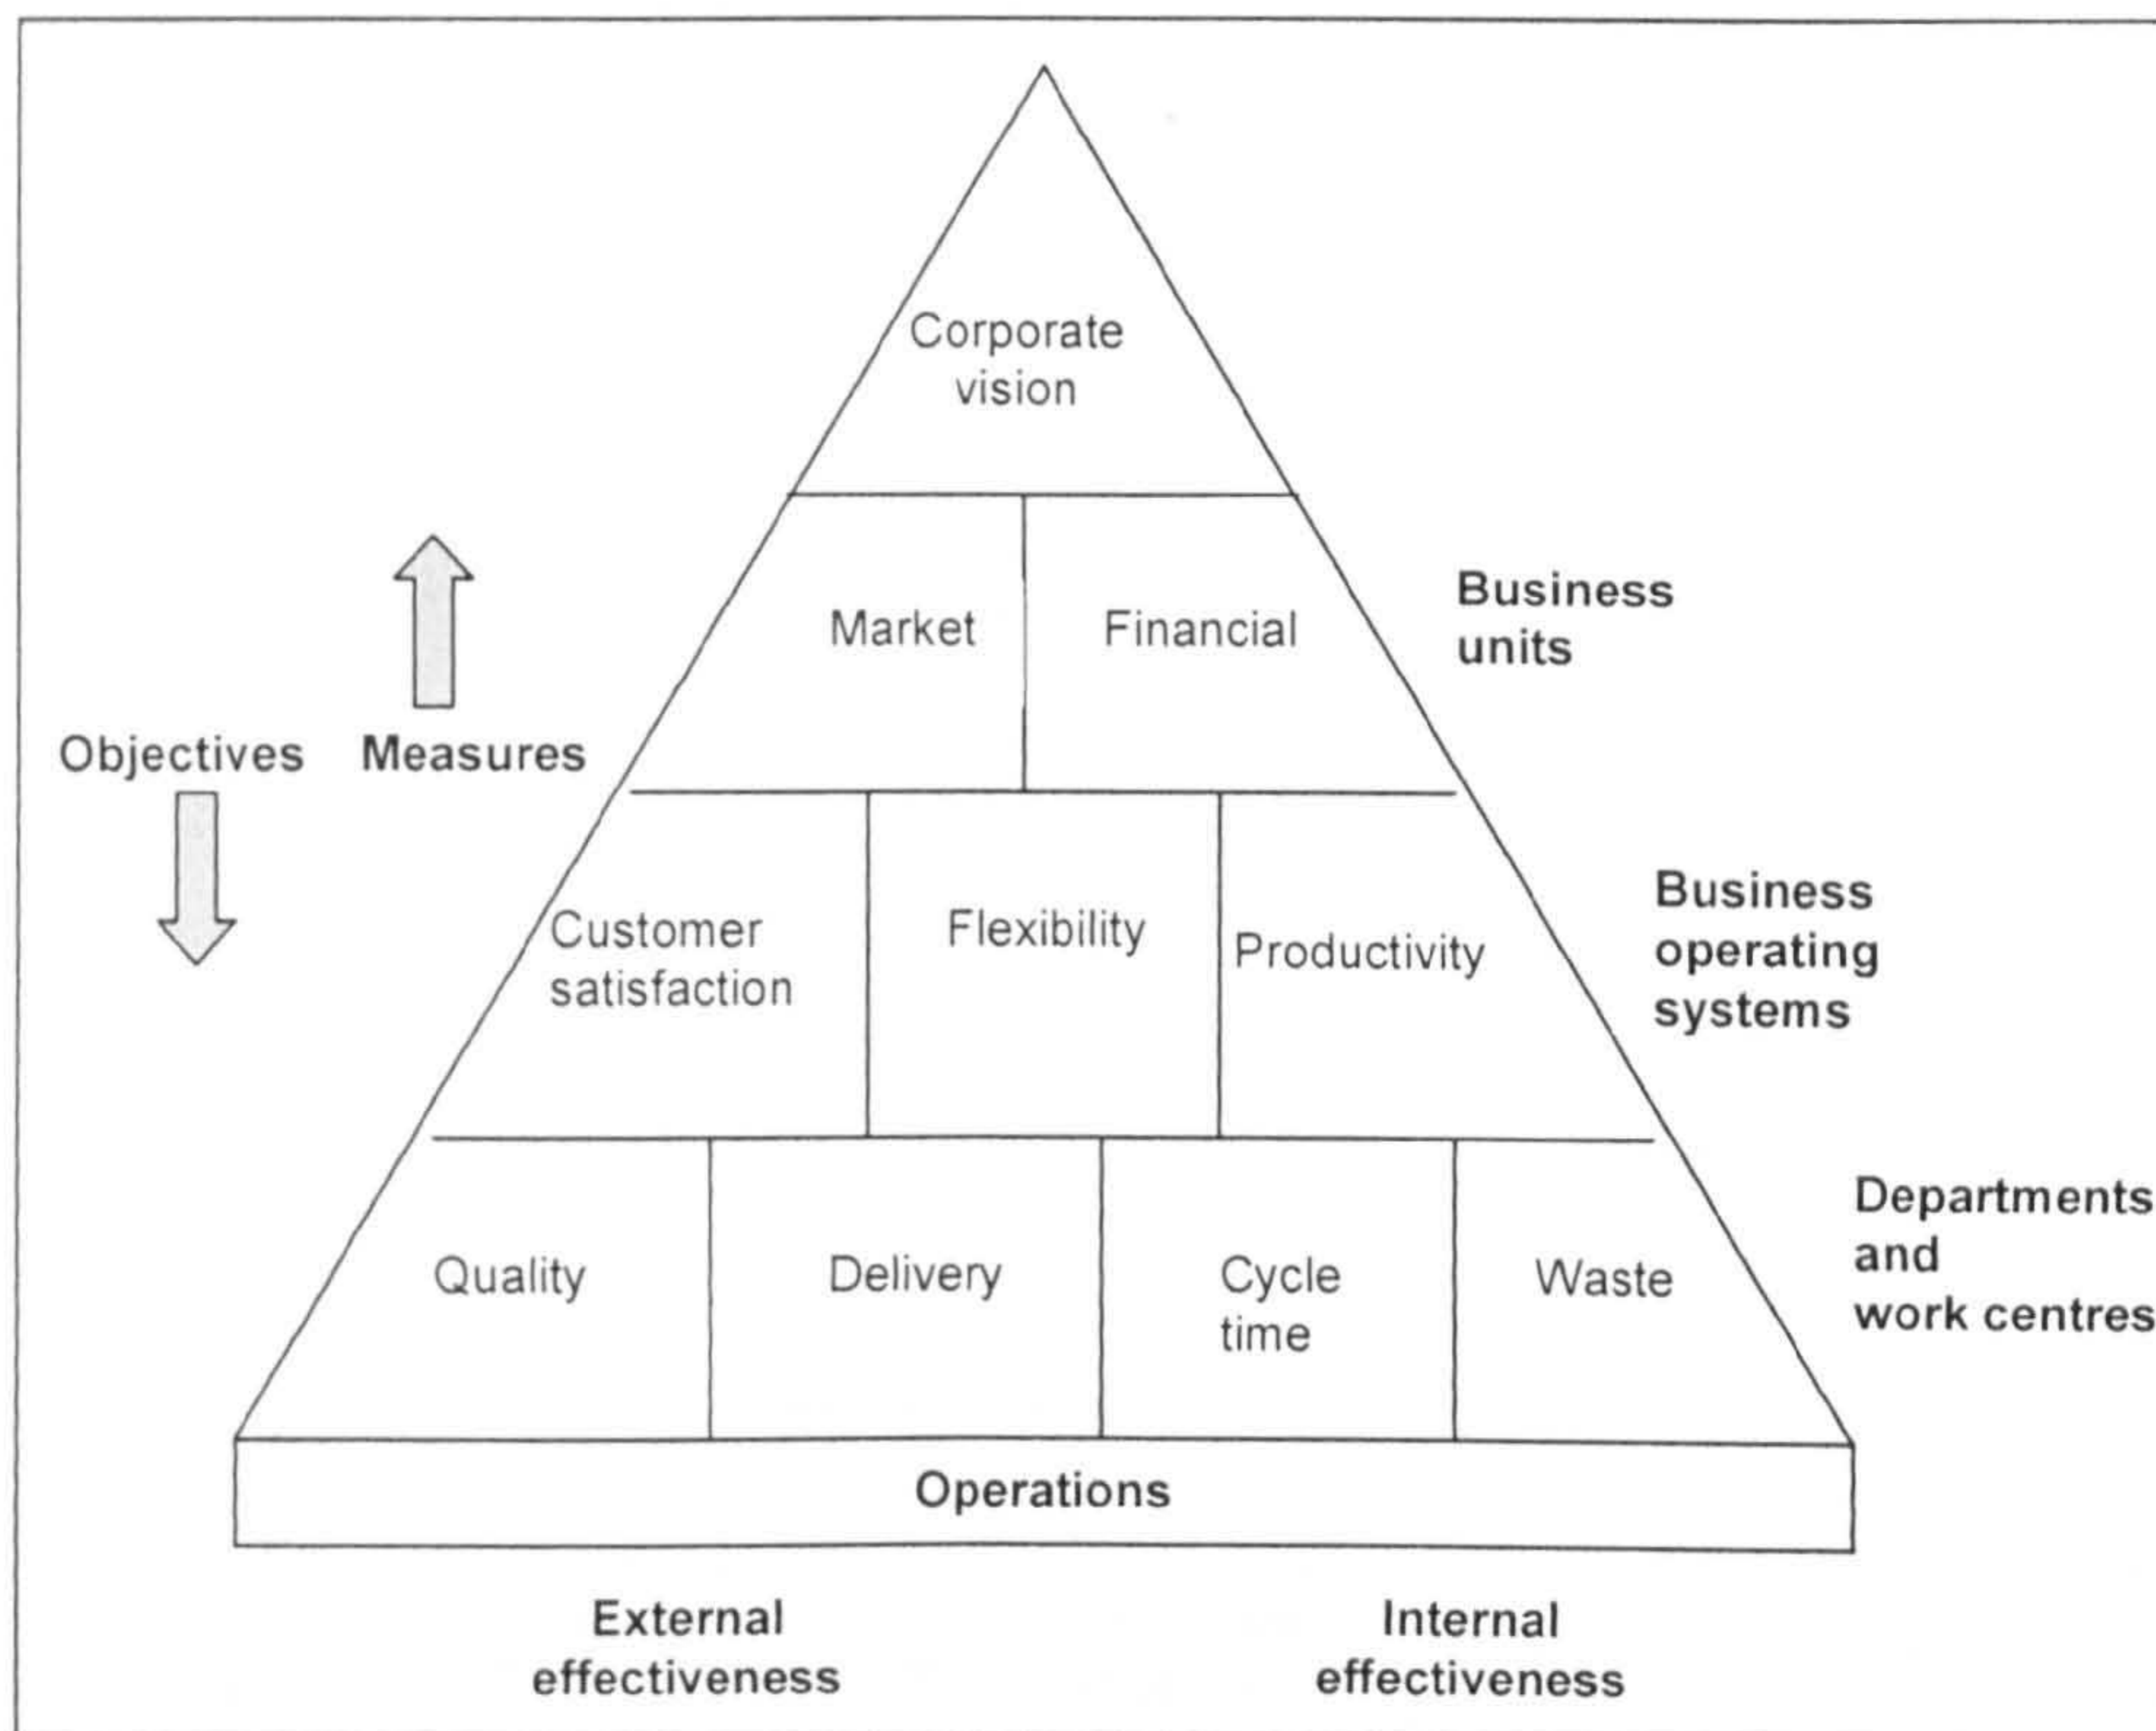 Corporate
vision
Market
Financial
Business
units
Objectives
Measures
Customer
satisfaction
Flexibility
Productivity
Business
operating
systems
Quality
Delivery
Cycle
time
Waste
Departments
and
work centres
Operations
External
effectiveness
Internal
effectiveness